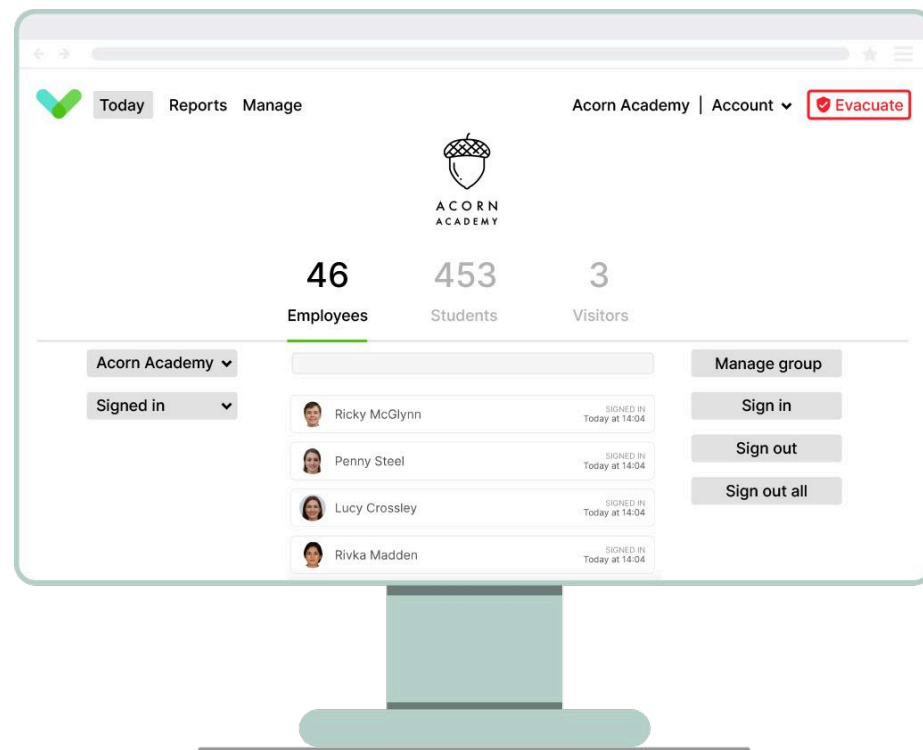 Today Reports Manage Acorn Academy | Account Evacuate
ACORN
ACADEMY
46 453 3
Employees Students Visitors
Acorn Academy Manage group
Signed in Sign in
Sign out
Sign out all
Ricky McGlynn SIGNED IN
Today at 14:04
Penny Steel SIGNED IN
Today at 14:04
Lucy Crossley SIGNED IN
Today at 14:04
Rivka Madden SIGNED IN
Today at 14:04